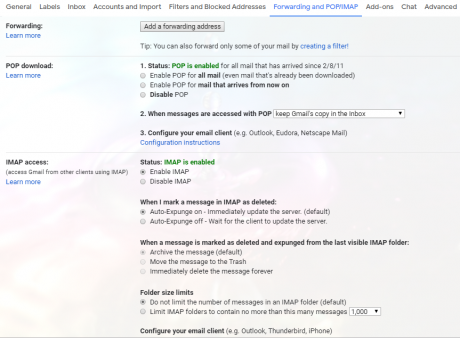 General Labels Inbox Accounts and Import Filters and Blocked Addresses Forwarding and POP/IMAP Add-ons Chat Advanced
Forwarding:
Learn more
Add a forwarding address
Tip: You can also forward only some of your mail by creating a filter!
POP download:
Learn more
1. Status: POP is enabled for all mail that has arrived since 2/8/11
Enable POP for all mail (even mail that's already been downloaded)
Enable POP for mail that arrives from now on
Disable POP
2. When messages are accessed with POP keep Gmail's copy in the Inbox
3. Configure your email client (e.g. Outlook, Eudora, Netscape Mail)
Configuration instructions
IMAP access:
(access Gmail from other clients using IMAP)
Learn more
Status: IMAP is enabled
Enable IMAP
Disable IMAP
When I mark a message in IMAP as deleted:
Auto-Expunge on - Immediately update the server. (default)
Auto-Expunge off - Wait for the client to update the server.
When a message is marked as deleted and expunged from the last visible IMAP folder:
Archive the message (default)
Move the message to the Trash
Immediately delete the message forever
Folder size limits
Do not limit the number of messages in an IMAP folder (default)
Limit IMAP folders to contain no more than this many messages 1,000
Configure your email client (e.g. Outlook, Thunderbird, iPhone)